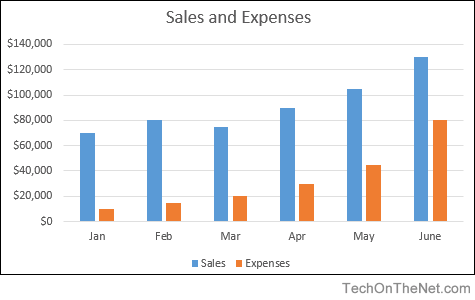 Sales and Expenses
$140,000
$120,000
$100,000
$80,000
$60,000
$40,000
$20,000
$0
Jan Feb Mar Apr May June
Sales Expenses
TechOnTheNet.com